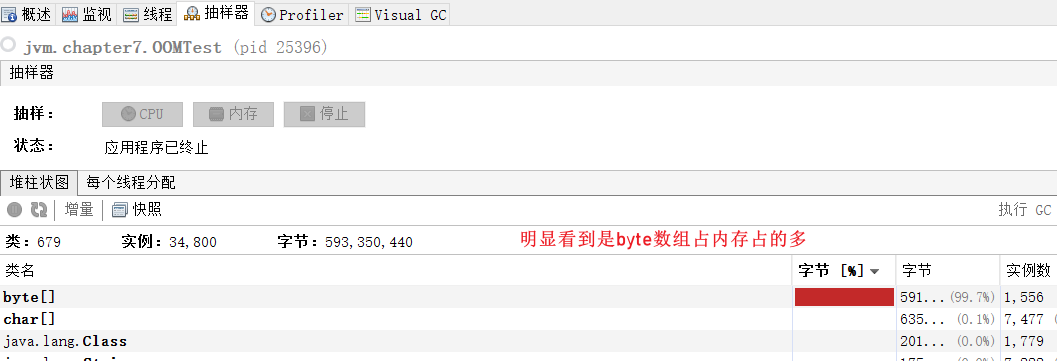 概述 监视 线程 抽样器 Profiler Visual GC
jvm.chapter7.OOMTest (pid 25396)
抽样器
抽样： CPU 内存 停止
状态： 应用程序已终止
堆柱状图 每个线程分配
增量 快照 执行 GC
类：679 实例：34,800 字节：593,350,440 明显看到是byte数组占内存占的多
类名 字节 [%] 字节 实例数
byte[] 591... (99.7%) 1,556
char[] 635... (0.1%) 7,477
java.lang.Class 201... (0.0%) 1,779